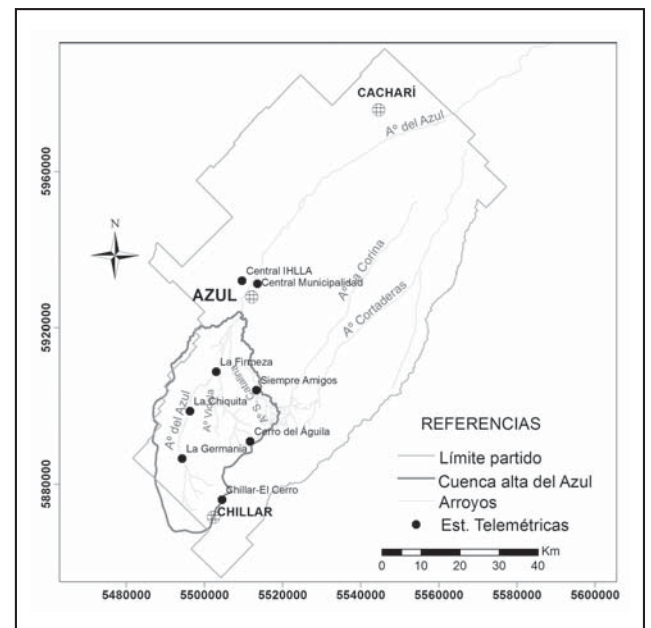 CACHARÍ
Aº del Azul
5960000
N
Central IHLLA
Central Municipalidad
AZUL
Aº la Corina
Aº Cortaderas
5920000
La Firmeza
Siempre Amigos
La Chiquita
Aº del Azul
Aº Videla
Cerro del Águila
La Germania
5880000
Chillar-El Cerro
CHILLAR
REFERENCIAS
Límite partido
Cuenca alta del Azul
Arroyos
Est. Telemétricas
Km
0 10 20 30 40
5480000 5500000 5520000 5540000 5560000 5580000 5600000